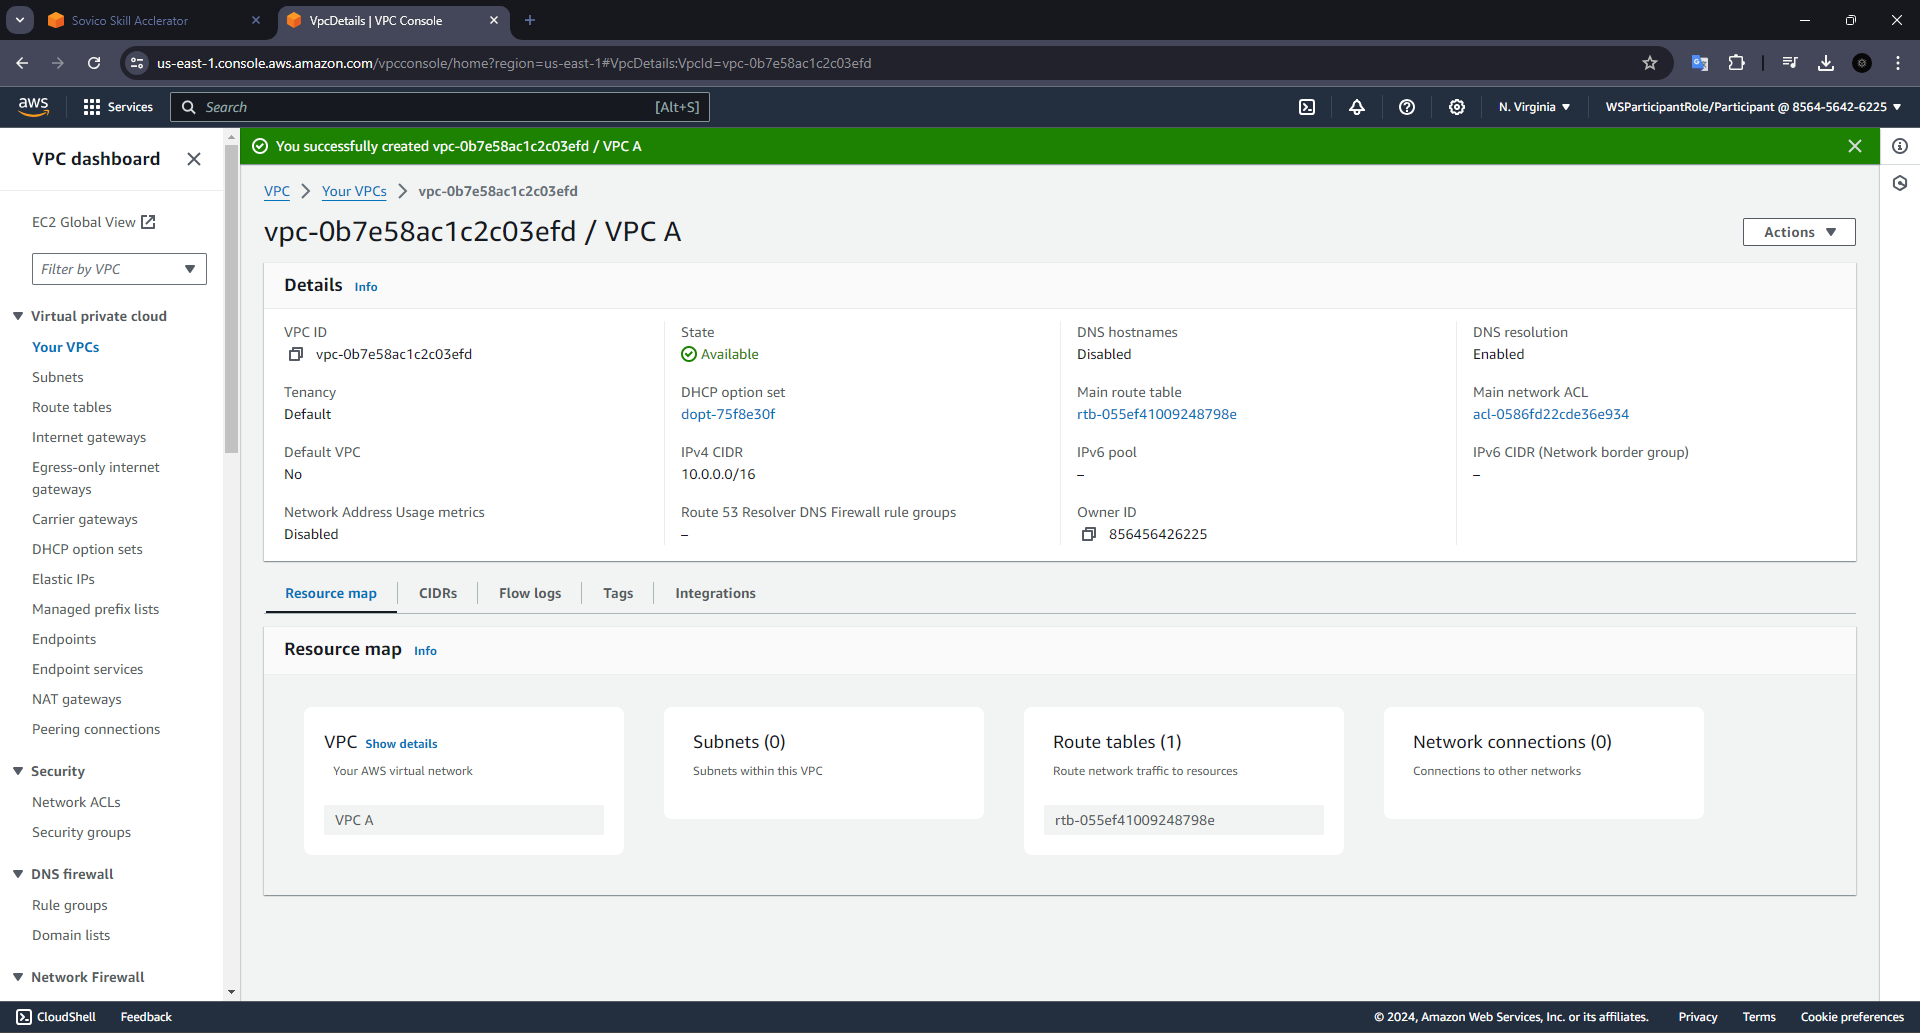 Sovico Skill Acclerator
VpcDetails | VPC Console
us-east-1.console.aws.amazon.com/vpcconsole/home?region=us-east-1#VpcDetails:VpcId=vpc-0b7e58ac1c2c03efd
aws
Services
Search
[Alt+S]
N. Virginia
WSParticipantRole/Participant @ 8564-5642-6225
VPC dashboard
EC2 Global View
Filter by VPC
Virtual private cloud
Your VPCs
Subnets
Route tables
Internet gateways
Egress-only internet
gateways
Carrier gateways
DHCP option sets
Elastic IPs
Managed prefix lists
Endpoints
Endpoint services
NAT gateways
Peering connections
Security
Network ACLs
Security groups
DNS firewall
Rule groups
Domain lists
Network Firewall
You successfully created vpc-0b7e58ac1c2c03efd / VPC A
VPC
Your VPCs
vpc-0b7e58ac1c2c03efd
vpc-0b7e58ac1c2c03efd / VPC A
Actions
Details Info
VPC ID
vpc-0b7e58ac1c2c03efd
State
Available
DNS hostnames
Disabled
DNS resolution
Enabled
Tenancy
Default
DHCP option set
dopt-75f8e30f
Main route table
rtb-055ef41009248798e
Main network ACL
acl-0586fd22cde36e934
Default VPC
No
IPv4 CIDR
10.0.0.0/16
IPv6 pool
–
IPv6 CIDR (Network border group)
–
Network Address Usage metrics
Disabled
Route 53 Resolver DNS Firewall rule groups
–
Owner ID
856456426225
Resource map
CIDRs
Flow logs
Tags
Integrations
Resource map Info
VPC Show details
Your AWS virtual network
VPC A
Subnets (0)
Subnets within this VPC
Route tables (1)
Route network traffic to resources
rtb-055ef41009248798e
Network connections (0)
Connections to other networks
CloudShell
Feedback
© 2024, Amazon Web Services, Inc. or its affiliates.
Privacy
Terms
Cookie preferences